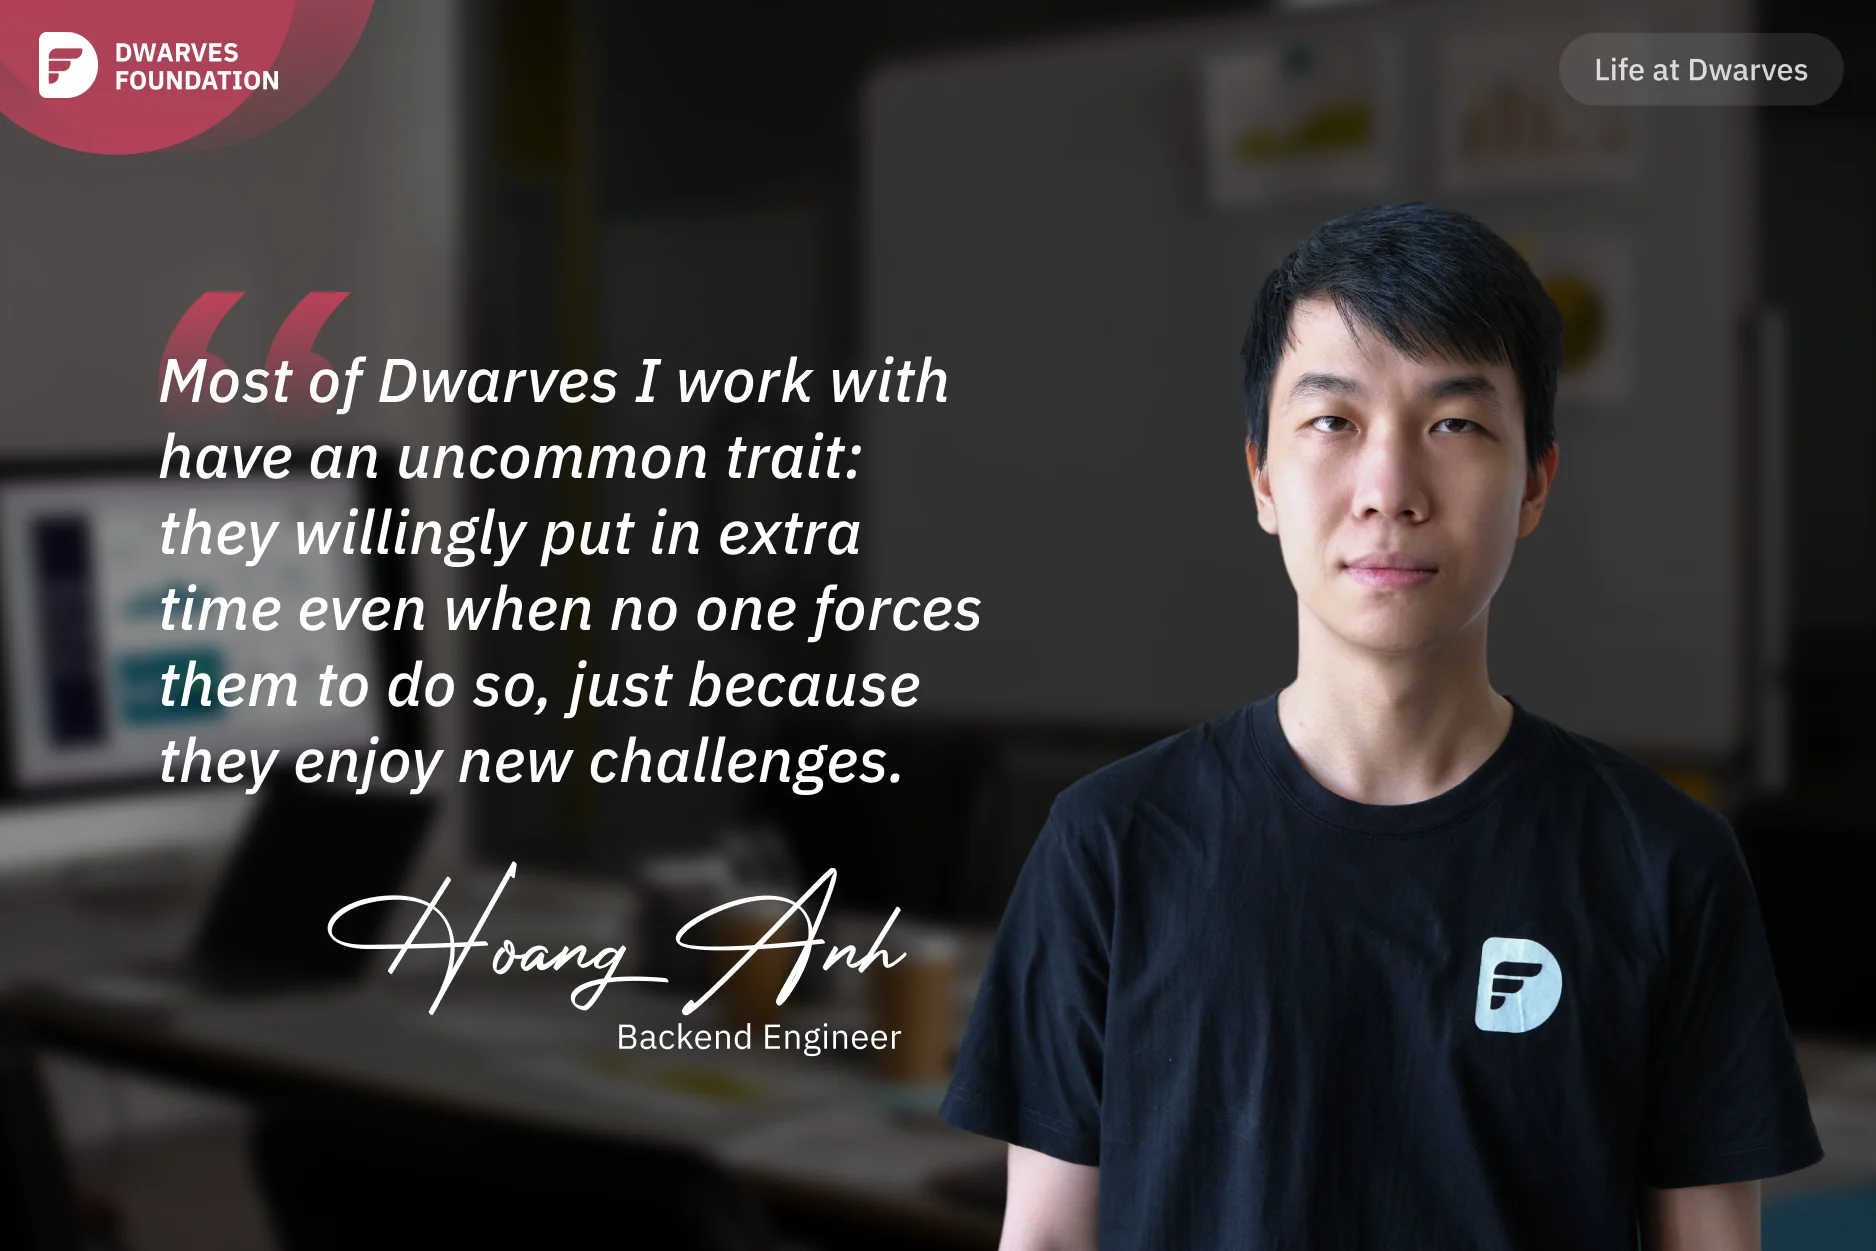 DWARVES
FOUNDATION
Life at Dwarves
“
Most of Dwarves I work with
have an uncommon trait:
they willingly put in extra
time even when no one forces
them to do so, just because
they enjoy new challenges.
Hoang Anh
Backend Engineer